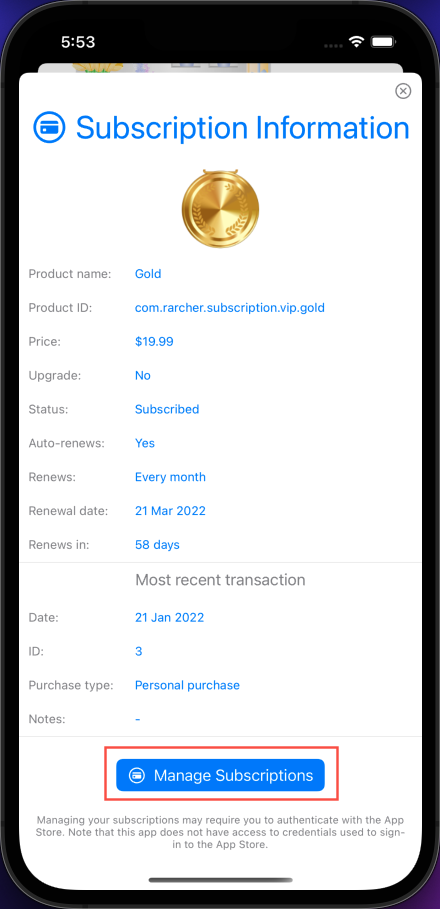 5:53
Subscription Information
Product name: Gold
Product ID: com.rarcher.subscription.vip.gold
Price: $19.99
Upgrade: No
Status: Subscribed
Auto-renews: Yes
Renews: Every month
Renewal date: 21 Mar 2022
Renews in: 58 days
Most recent transaction
Date: 21 Jan 2022
ID: 3
Purchase type: Personal purchase
Notes: -
Manage Subscriptions
Managing your subscriptions may require you to authenticate with the App
Store. Note that this app does not have access to credentials used to sign-
in to the App Store.